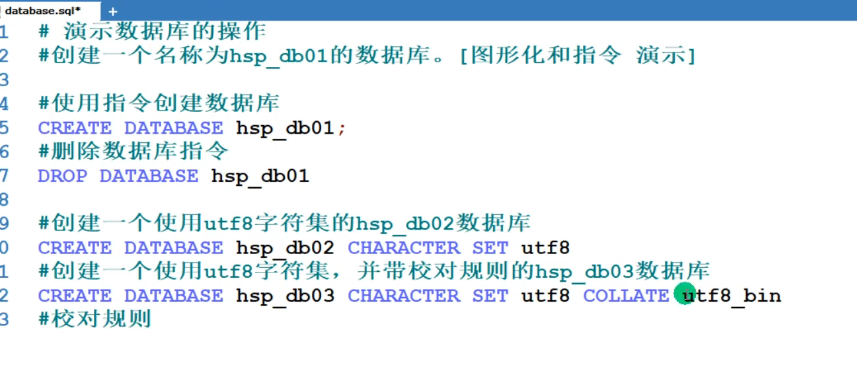 database.sql*
1 # 演示数据库的操作
2 #创建一个名称为hsp_db01的数据库。[图形化和指令 演示]
3
4 #使用指令创建数据库
5 CREATE DATABASE hsp_db01;
6 #删除数据库指令
7 DROP DATABASE hsp_db01
8
9 #创建一个使用utf8字符集的hsp_db02数据库
0 CREATE DATABASE hsp_db02 CHARACTER SET utf8
1 #创建一个使用utf8字符集，并带校对规则的hsp_db03数据库
2 CREATE DATABASE hsp_db03 CHARACTER SET utf8 COLLATE utf8_bin
3 #校对规则